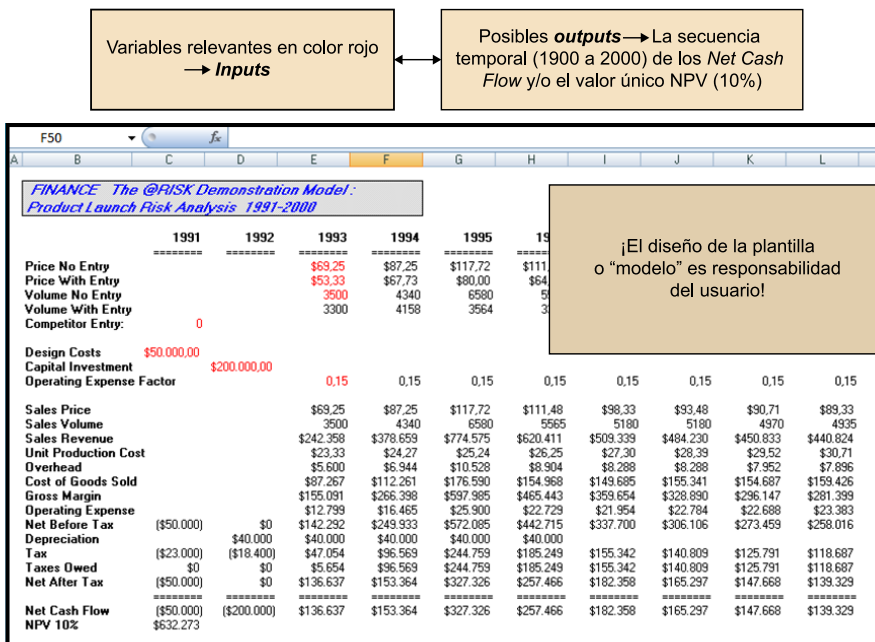 Variables relevantes en color rojo
→ Inputs
Posibles outputs → La secuencia
temporal (1900 a 2000) de los Net Cash
Flow y/o el valor único NPV (10%)
F50 fx
A B C D E F G H I J K L
FINANCE The @RISK Demonstration Model :
Product Launch Risk Analysis 1991-2000
¡El diseño de la plantilla
o “modelo” es responsabilidad
del usuario!
1991 1992 1993 1994 1995
======== ======== ======== ======== ========
Price No Entry $69,25 $87,25 $117,72
Price With Entry $53,33 $67,73 $80,00
Volume No Entry 3500 4340 6580
Volume With Entry 3300 4158 3564
Competitor Entry: 0
Design Costs $50.000,00
Capital Investment $200.000,00
Operating Expense Factor 0,15 0,15 0,15 0,15 0,15 0,15 0,15 0,15
Sales Price $69,25 $87,25 $117,72 $111,48 $98,33 $93,48 $90,71 $89,33
Sales Volume 3500 4340 6580 5565 5180 5180 4970 4935
Sales Revenue $242.358 $378.659 $774.575 $620.411 $509.339 $484.230 $450.833 $440.824
Unit Production Cost $23,33 $24,27 $25,24 $26,25 $27,30 $28,39 $29,52 $30,71
Overhead $5.600 $6.944 $10.528 $8.904 $8.288 $8.288 $7.952 $7.896
Cost of Goods Sold $87.267 $112.261 $176.590 $154.968 $149.685 $155.341 $154.687 $159.426
Gross Margin $155.091 $266.398 $597.985 $465.443 $359.654 $328.890 $296.147 $281.399
Operating Expense $12.799 $16.465 $25.900 $22.729 $21.954 $22.784 $22.688 $23.383
Net Before Tax ($50.000) $0 $142.292 $249.933 $572.085 $442.715 $337.700 $306.106 $273.459 $258.016
Depreciation $40.000 $40.000 $40.000 $40.000 $40.000
Tax ($23.000) ($18.400) $47.054 $96.569 $244.759 $185.249 $155.342 $140.809 $125.791 $118.687
Taxes Owed $0 $0 $5.654 $96.569 $244.759 $185.249 $155.342 $140.809 $125.791 $118.687
Net After Tax ($50.000) $0 $136.637 $153.364 $327.326 $257.466 $182.358 $165.297 $147.668 $139.329
======== ======== ======== ======== ======== ======== ======== ======== ======== ========
Net Cash Flow ($50.000) ($200.000) $136.637 $153.364 $327.326 $257.466 $182.358 $165.297 $147.668 $139.329
NPV 10% $632.273